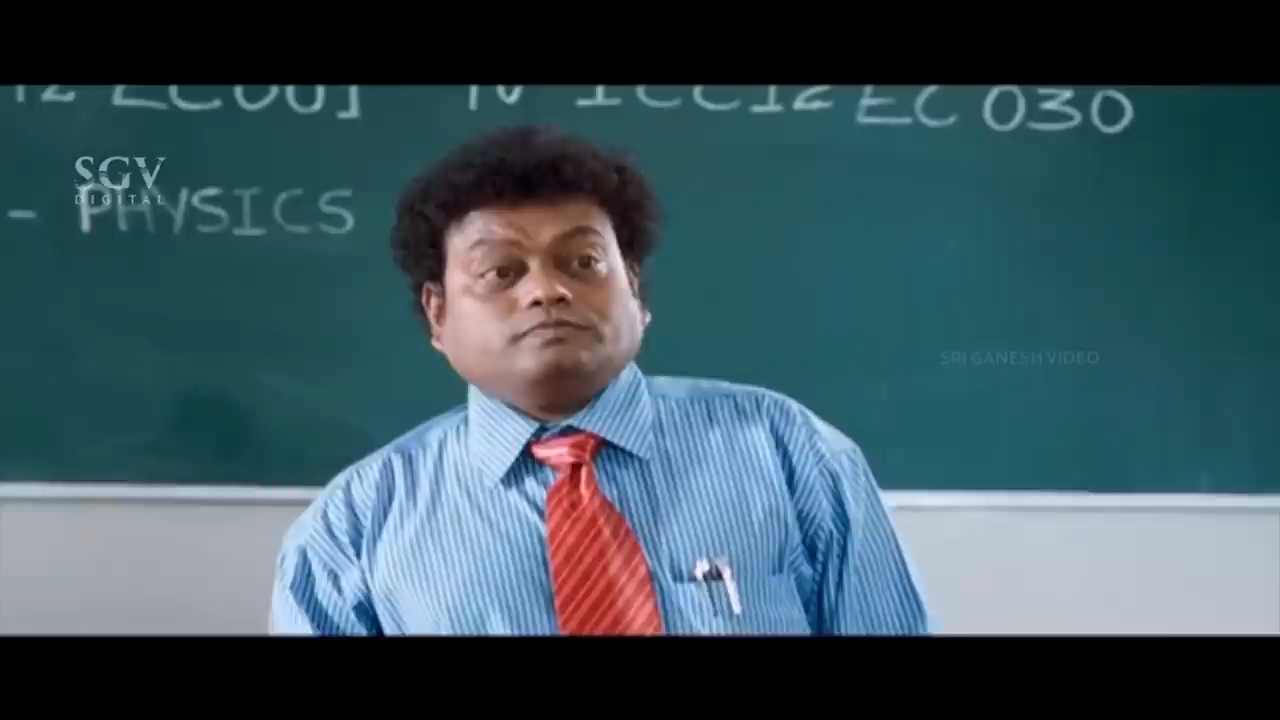 EC 030
SGV
DIGITAL
- PHYSICS
SRI GANESH VIDEO